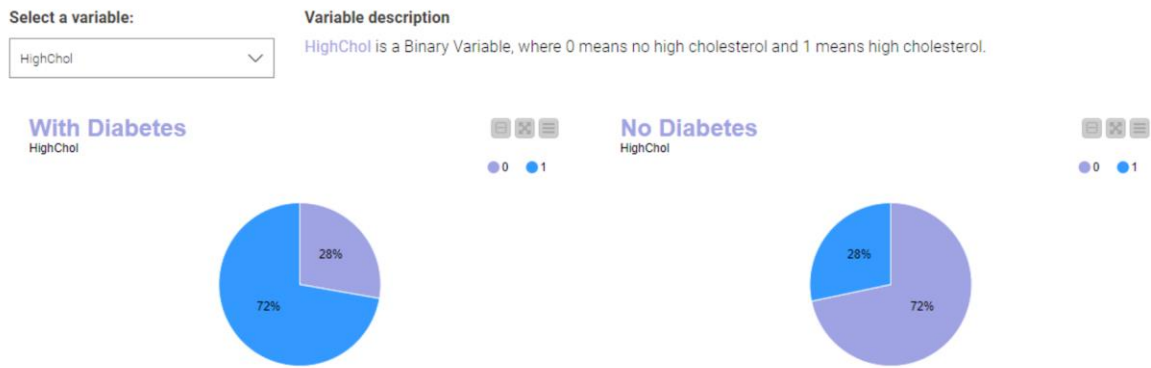 Select a variable:
HighChol
Variable description
HighChol is a Binary Variable, where 0 means no high cholesterol and 1 means high cholesterol.
With Diabetes
HighChol
0 1
28%
72%
No Diabetes
HighChol
0 1
28%
72%